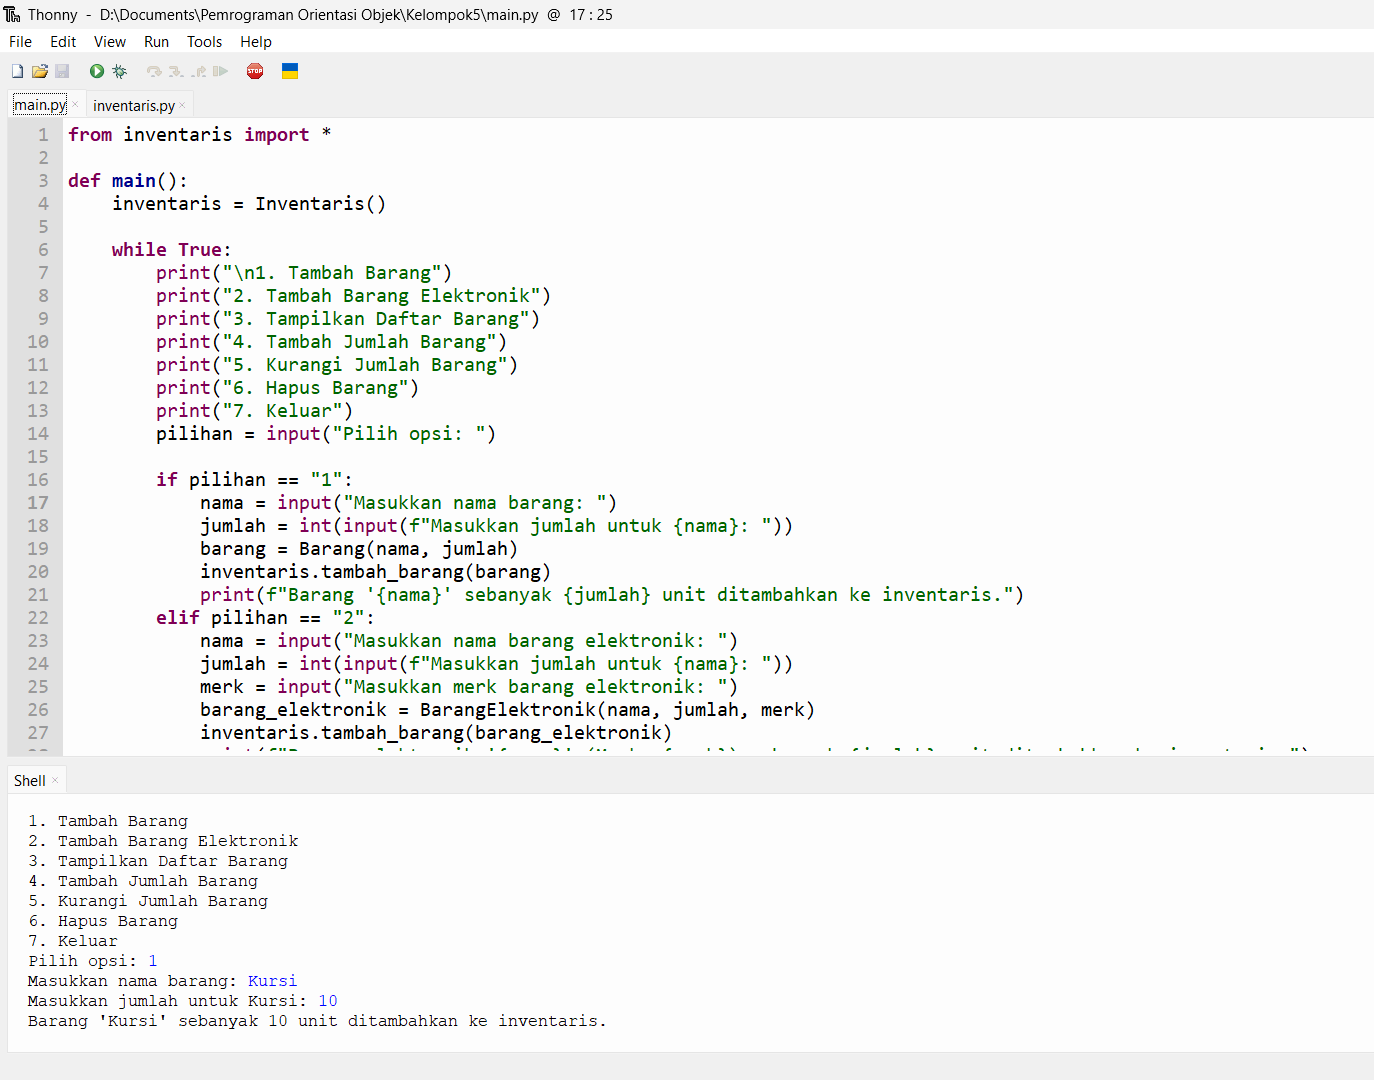 Thonny - D:\Documents\Pemrograman Orientasi Objek\Kelompok5\main.py @ 17 : 25
File Edit View Run Tools Help
STOP
main.py × inventaris.py ×
1 from inventaris import *
2
3 def main():
4     inventaris = Inventaris()
5
6     while True:
7         print("\n1. Tambah Barang")
8         print("2. Tambah Barang Elektronik")
9         print("3. Tampilkan Daftar Barang")
10         print("4. Tambah Jumlah Barang")
11         print("5. Kurangi Jumlah Barang")
12         print("6. Hapus Barang")
13         print("7. Keluar")
14         pilihan = input("Pilih opsi: ")
15
16         if pilihan == "1":
17             nama = input("Masukkan nama barang: ")
18             jumlah = int(input(f"Masukkan jumlah untuk {nama}: "))
19             barang = Barang(nama, jumlah)
20             inventaris.tambah_barang(barang)
21             print(f"Barang '{nama}' sebanyak {jumlah} unit ditambahkan ke inventaris.")
22         elif pilihan == "2":
23             nama = input("Masukkan nama barang elektronik: ")
24             jumlah = int(input(f"Masukkan jumlah untuk {nama}: "))
25             merk = input("Masukkan merk barang elektronik: ")
26             barang_elektronik = BarangElektronik(nama, jumlah, merk)
27             inventaris.tambah_barang(barang_elektronik)
Shell ×
1. Tambah Barang
2. Tambah Barang Elektronik
3. Tampilkan Daftar Barang
4. Tambah Jumlah Barang
5. Kurangi Jumlah Barang
6. Hapus Barang
7. Keluar
Pilih opsi: 1
Masukkan nama barang: Kursi
Masukkan jumlah untuk Kursi: 10
Barang 'Kursi' sebanyak 10 unit ditambahkan ke inventaris.